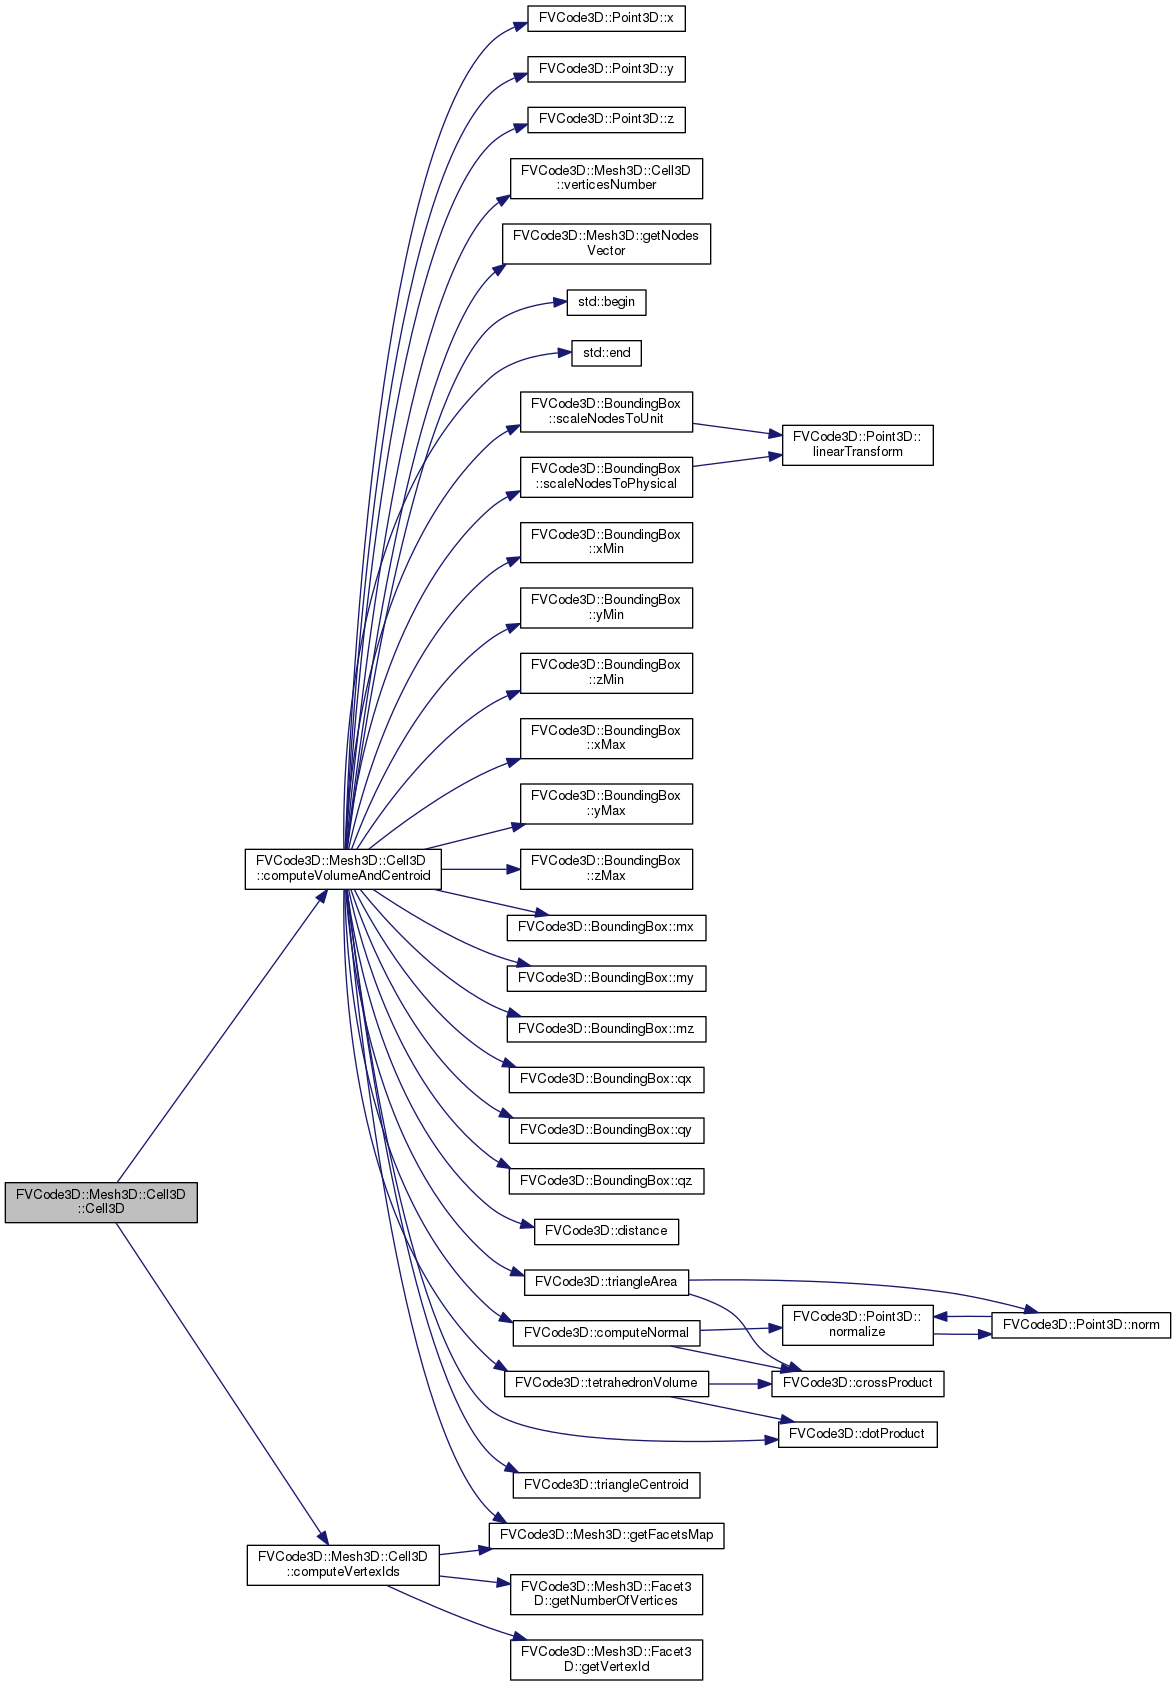 FVCode3D::Point3D::x
FVCode3D::Point3D::y
FVCode3D::Point3D::z
FVCode3D::Mesh3D::Cell3D
::verticesNumber
FVCode3D::Mesh3D::getNodes
Vector
std::begin
std::end
FVCode3D::BoundingBox
::scaleNodesToUnit
FVCode3D::Point3D::
linearTransform
FVCode3D::BoundingBox
::scaleNodesToPhysical
FVCode3D::BoundingBox
::xMin
FVCode3D::BoundingBox
::yMin
FVCode3D::BoundingBox
::zMin
FVCode3D::BoundingBox
::xMax
FVCode3D::BoundingBox
::yMax
FVCode3D::Mesh3D::Cell3D
::computeVolumeAndCentroid
FVCode3D::BoundingBox
::zMax
FVCode3D::BoundingBox::mx
FVCode3D::BoundingBox::my
FVCode3D::BoundingBox::mz
FVCode3D::BoundingBox::qx
FVCode3D::BoundingBox::qy
FVCode3D::BoundingBox::qz
FVCode3D::Mesh3D::Cell3D
::Cell3D
FVCode3D::distance
FVCode3D::triangleArea
FVCode3D::Point3D::
normalize
FVCode3D::Point3D::norm
FVCode3D::computeNormal
FVCode3D::tetrahedronVolume
FVCode3D::crossProduct
FVCode3D::dotProduct
FVCode3D::triangleCentroid
FVCode3D::Mesh3D::getFacetsMap
FVCode3D::Mesh3D::Cell3D
::computeVertexIds
FVCode3D::Mesh3D::Facet3
D::getNumberOfVertices
FVCode3D::Mesh3D::Facet3
D::getVertexId